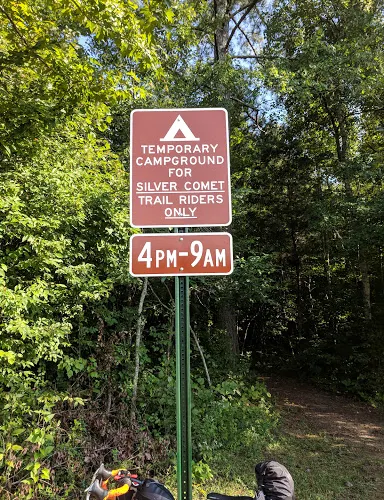 TEMPORARY
CAMPGROUND
FOR
SILVER COMET
TRAIL RIDERS
ONLY
4PM-9AM